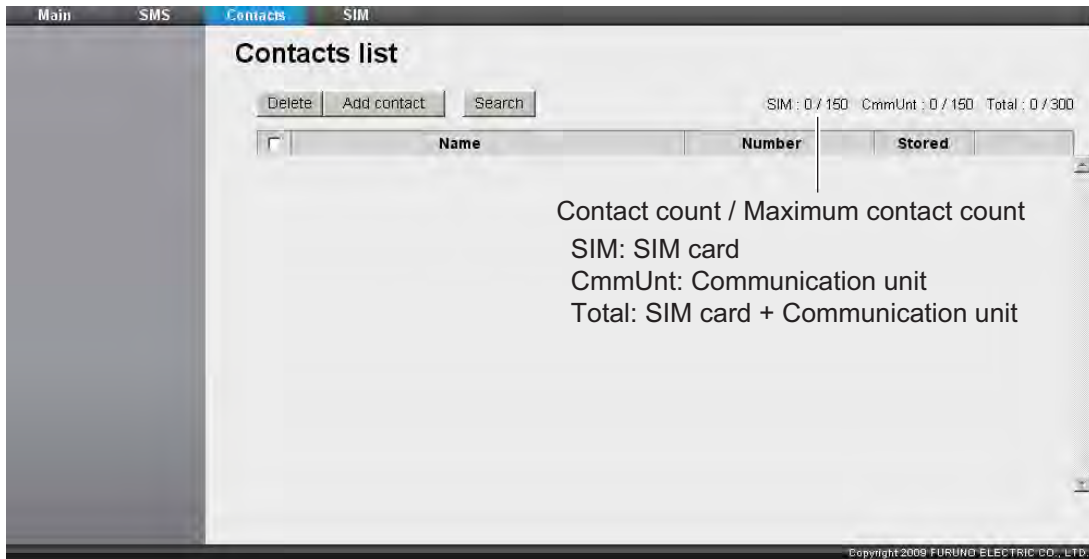 Main SMS Contacts SIM
Contacts list
Delete Add contact Search SIM : 0 / 150 CmmUnt : 0 / 150 Total : 0 / 300
Name Number Stored
Contact count / Maximum contact count
SIM: SIM card
CmmUnt: Communication unit
Total: SIM card + Communication unit
Copyright 2009 FURUNO ELECTRIC CO., LTD